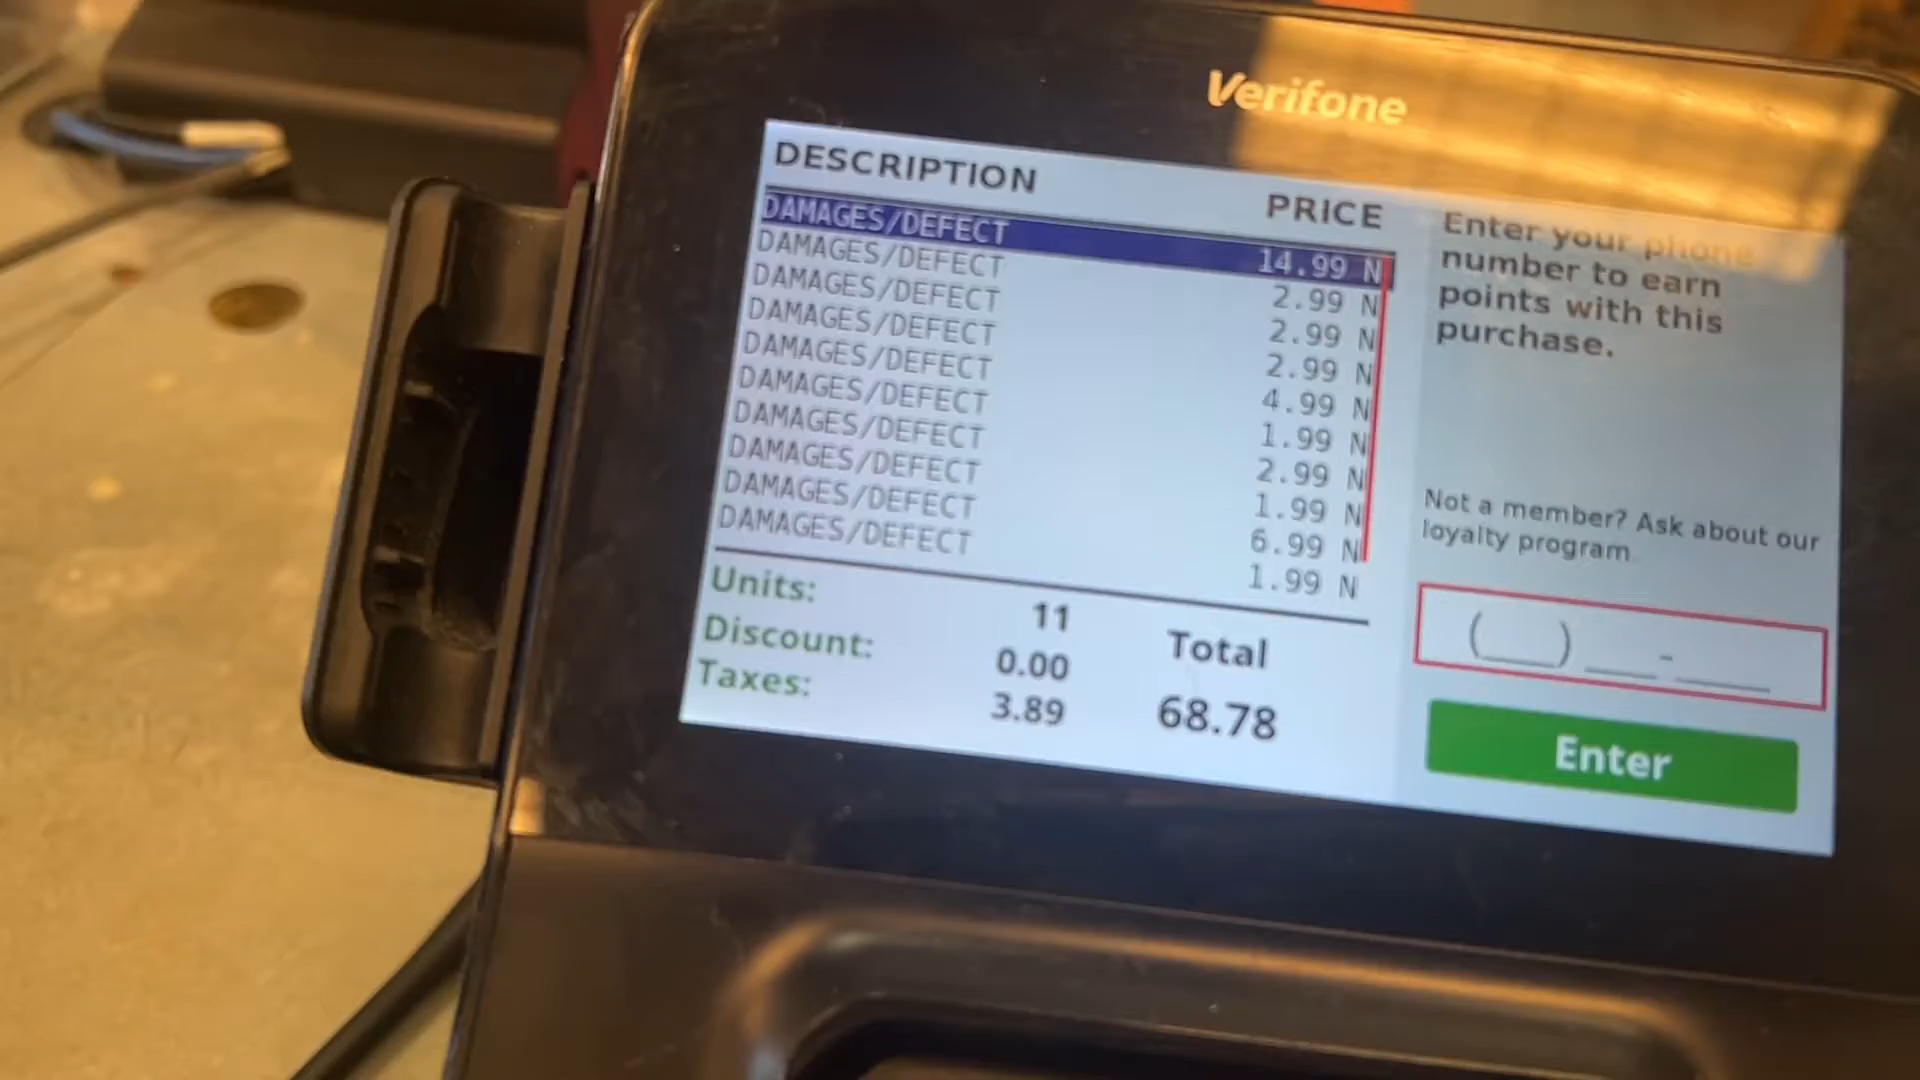 Verifone
DESCRIPTION PRICE
DAMAGES/DEFECT 14.99 N
DAMAGES/DEFECT 2.99 N
DAMAGES/DEFECT 2.99 N
DAMAGES/DEFECT 2.99 N
DAMAGES/DEFECT 4.99 N
DAMAGES/DEFECT 1.99 N
DAMAGES/DEFECT 2.99 N
DAMAGES/DEFECT 1.99 N
DAMAGES/DEFECT 6.99 N
DAMAGES/DEFECT 1.99 N
Units: 11
Discount: 0.00
Taxes: 3.89
Total
68.78
Enter your phone
number to earn
points with this
purchase.
Not a member? Ask about our
loyalty program
(___) ___-____
Enter